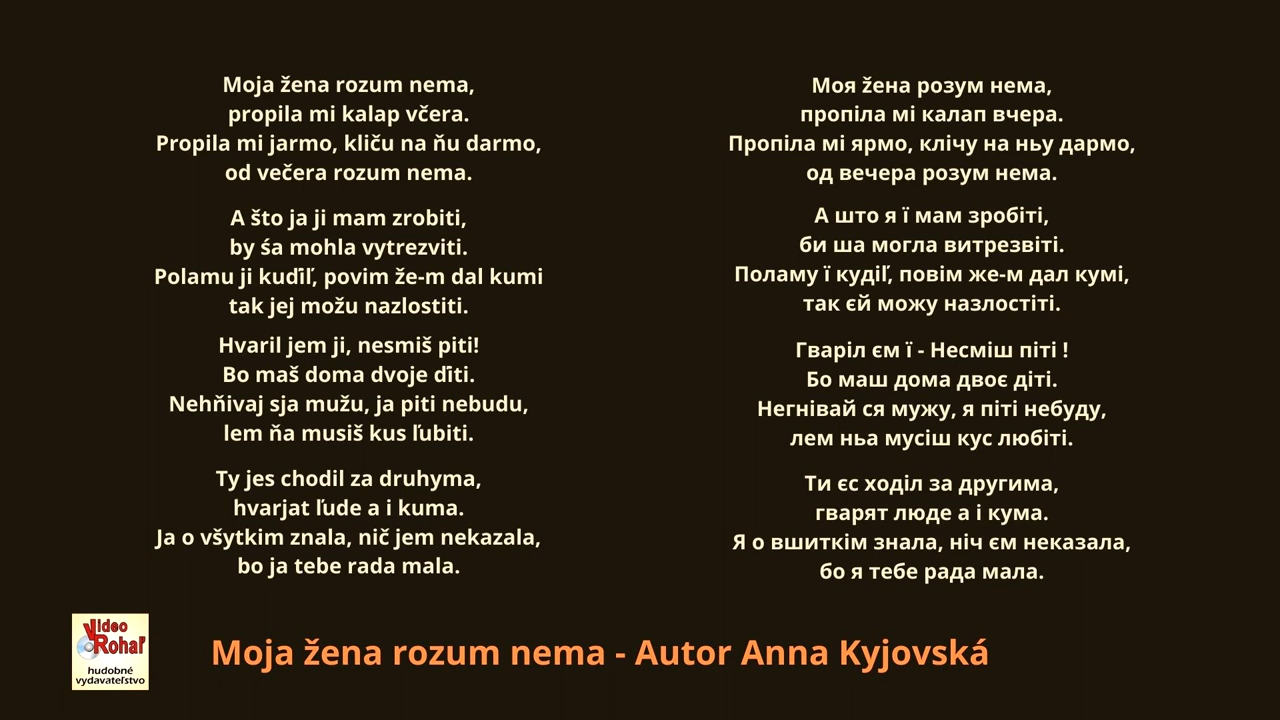 Moja žena rozum nema,
propila mi kalap včera.
Propila mi jarmo, kliču na ňu darmo,
od večera rozum nema.
A što ja ji mam zrobiti,
by śa mohla vytrezviti.
Polamu ji kuďiľ, povim že-m dal kumi
tak jej možu nazlostiti.
Hvaril jem ji, nesmiš piti!
Bo maš doma dvoje ďiti.
Nehňivaj sja mužu, ja piti nebudu,
lem ňa musiš kus ľubiti.
Ty jes chodil za druhyma,
hvarjat ľude a i kuma.
Ja o všytkim znala, nič jem nekazala,
bo ja tebe rada mala.
Моя žена розум нема,
пропіла мі калап вчера.
Пропіла мі ярмо, клічу на ньу дармо,
од вечера розум нема.
А што я ї мам зробіті,
би ша могла витрезвіті.
Поламу ї кудіľ, повім же-м дал кумі,
так єй можу назлостіті.
Гваріл єм ї - Несміш піті !
Бо маш дома двоє діті.
Негнівай ся мужу, я піті небуду,
лем ньа мусіш кус любіті.
Ти єс ходіл за другима,
гварят люде а і кума.
Я о вшиткім знала, ніч єм неказала,
бо я тебе рада мала.
Video
Rohaľ
hudobné
vydavateľstvo
Moja žena rozum nema - Autor Anna Kyjovská